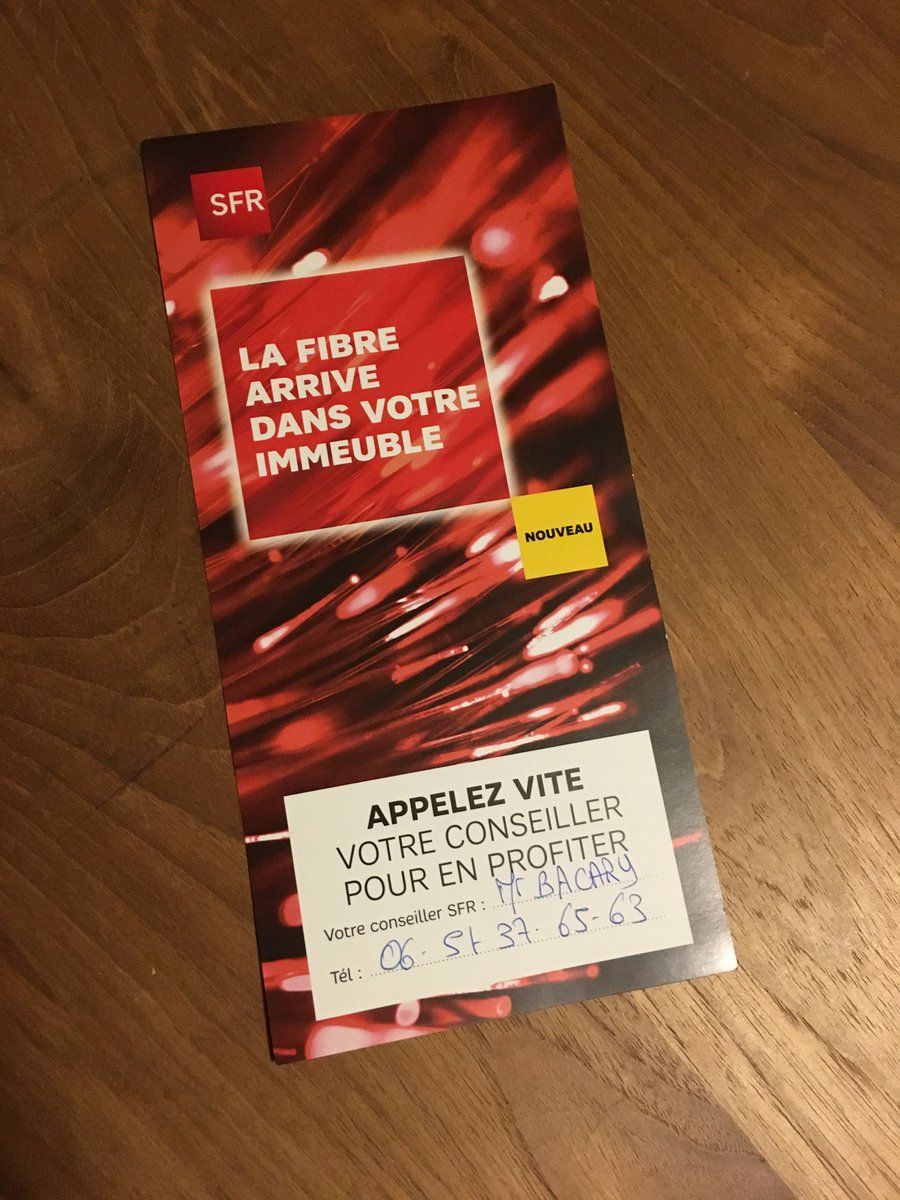 SFR
LA FIBRE
ARRIVE
DANS VOTRE
IMMEUBLE
NOUVEAU
APPELEZ VITE
VOTRE CONSEILLER
POUR EN PROFITER
Votre conseiller SFR : Mr BACARY
Tél : 06. 51 37. 65-63